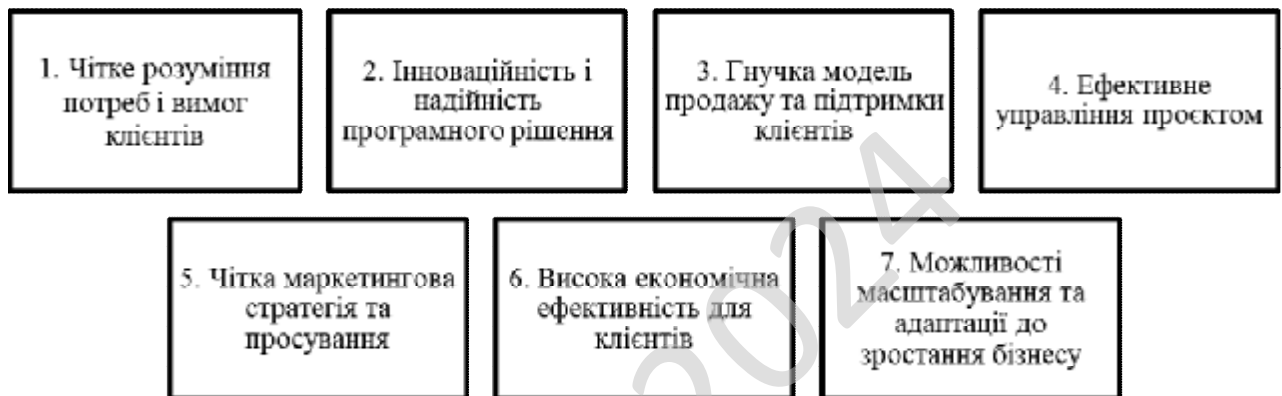 1. Чітке розуміння
потреб і вимог
клієнтів
2. Інноваційність і
надійність
програмного рішення
3. Гнучка модель
продажу та підтримки
клієнтів
4. Ефективне
управління проєктом
5. Чітка маркетингова
стратегія та
просування
6. Висока економічна
ефективність для
клієнтів
7. Можливості
масштабування та
адаптації до
зростання бізнесу
2024